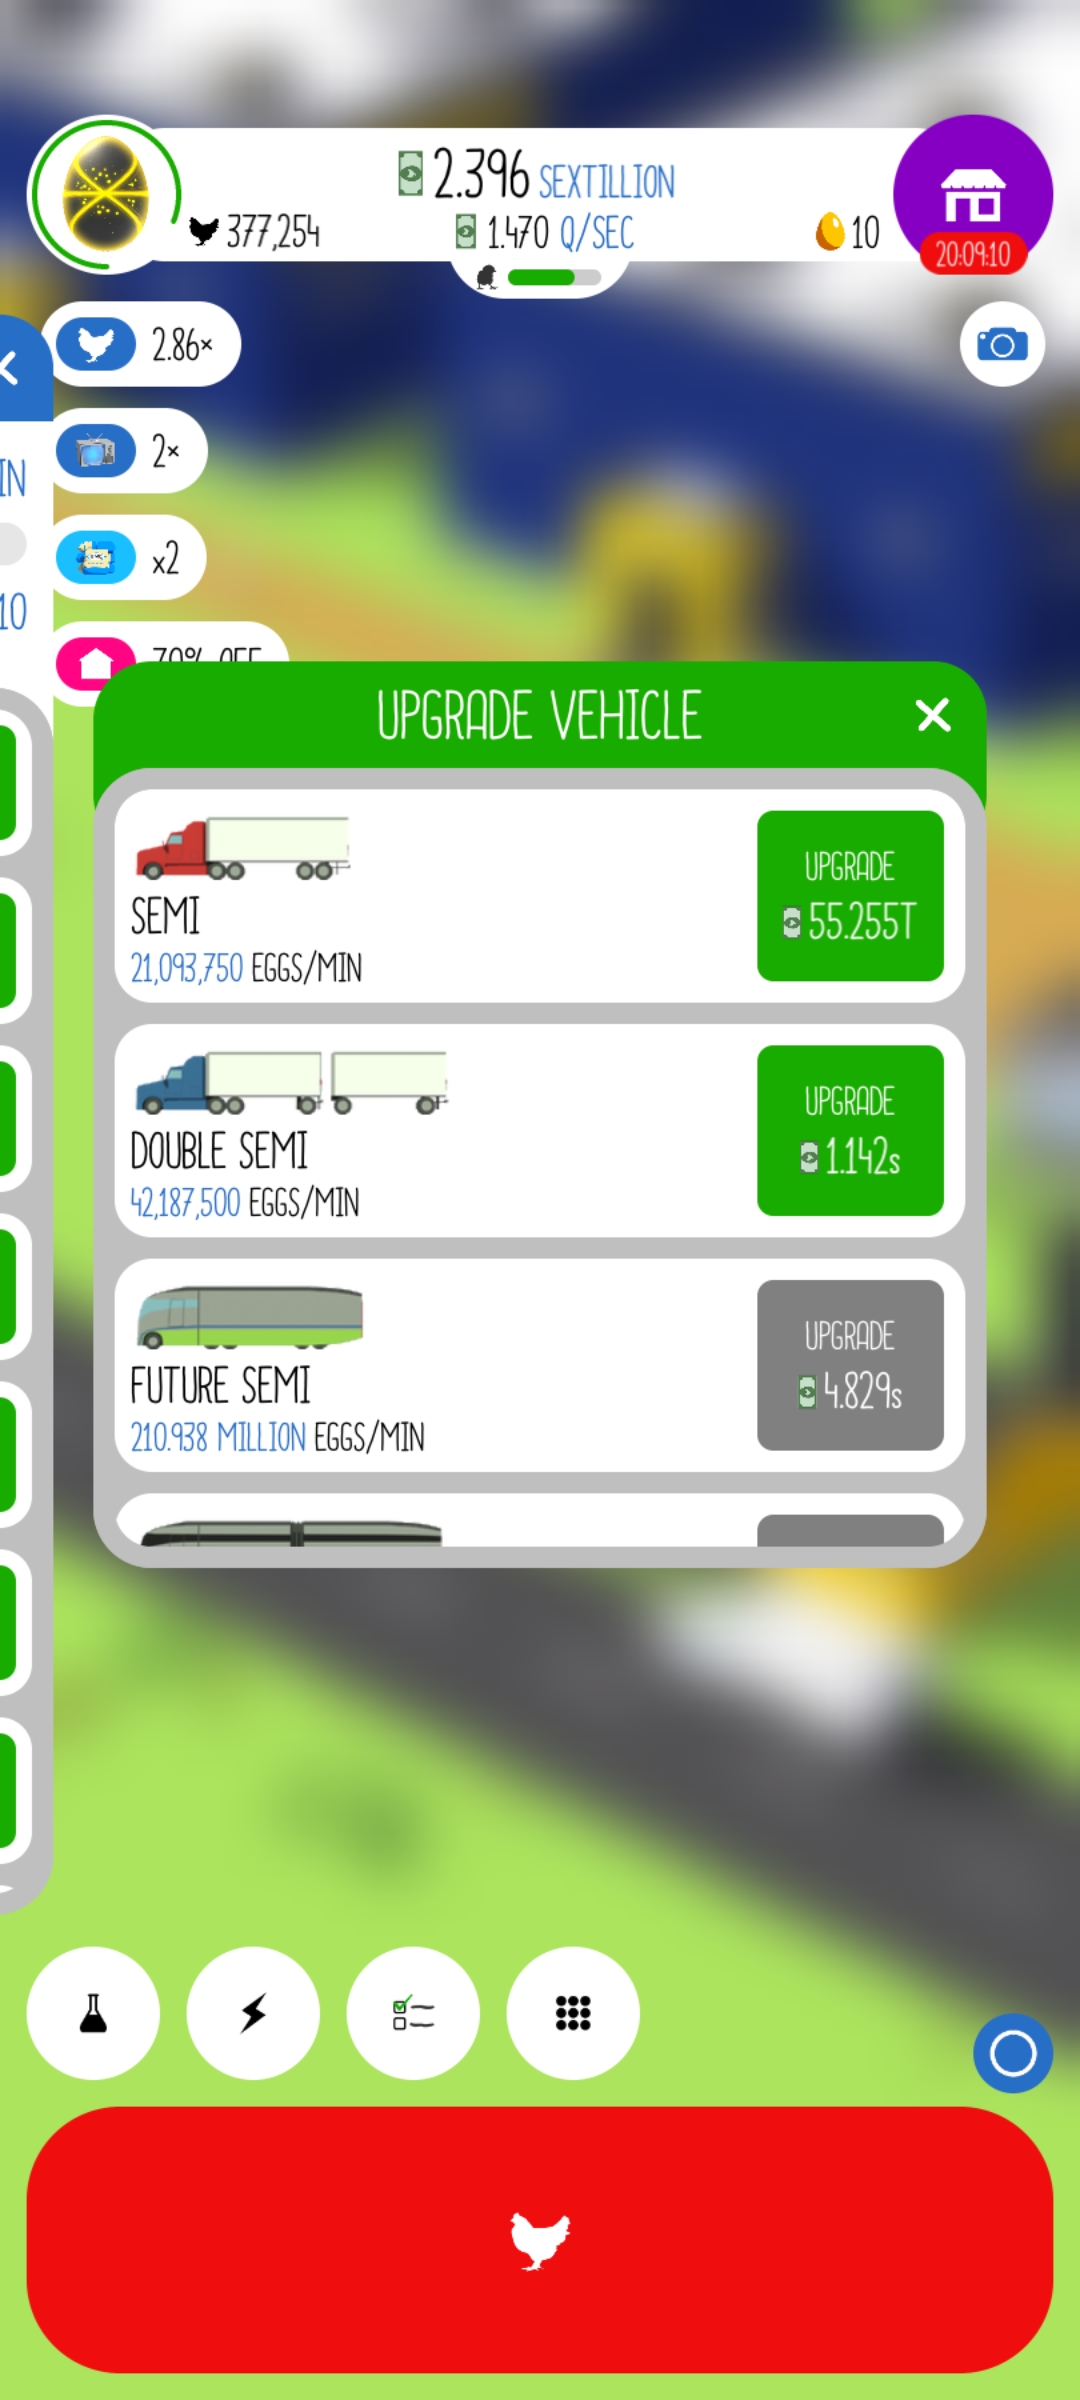 2.396 SEXTILLION
377,254
1.470 Q/SEC
10
20:09:10
2.86×
2×
IN
x2
10
70% OFF
UPGRADE VEHICLE
SEMI
21,093,750 EGGS/MIN
UPGRADE
55.255T
DOUBLE SEMI
42,187,500 EGGS/MIN
UPGRADE
1.142s
FUTURE SEMI
210.938 MILLION EGGS/MIN
UPGRADE
4.829s